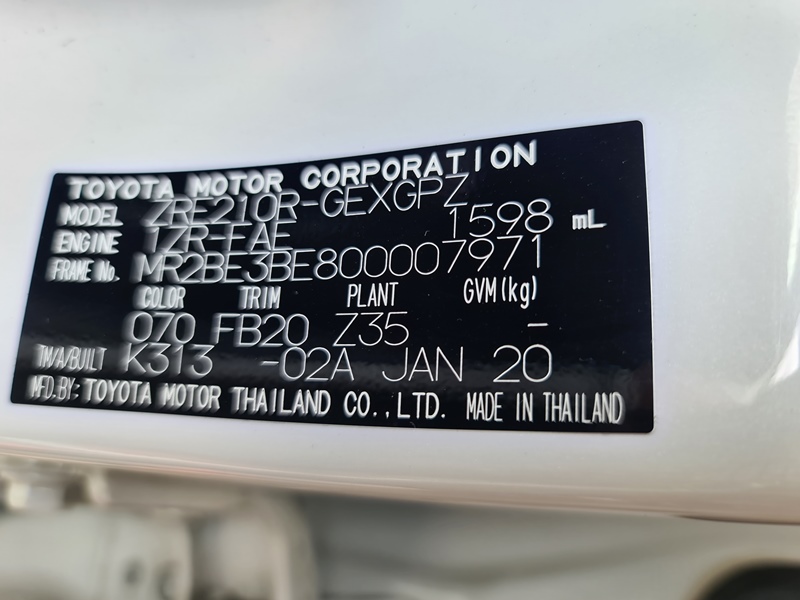 TOYOTA MOTOR CORPORATION
MODEL ZRE210R-GEXGPZ
ENGINE 1ZR-FAE 1598 mL
FRAME No. MR2BE3BE800007971
COLOR TRIM PLANT GVM(kg)
070 FB20 Z35 –
TM/A/BUILT K313 -02A JAN 20
MFD.BY: TOYOTA MOTOR THAILAND CO.,LTD. MADE IN THAILAND